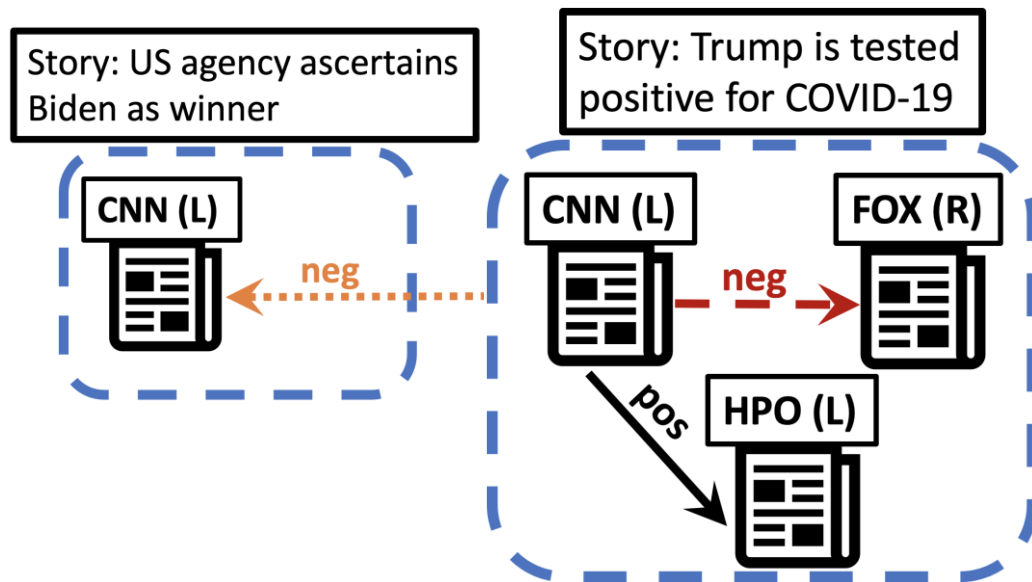 Story: US agency ascertains
Biden as winner
Story: Trump is tested
positive for COVID-19
CNN (L)
neg
CNN (L)
neg
FOX (R)
pos
HPO (L)